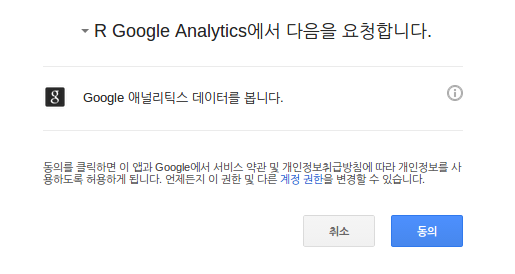 R Google Analytics에서 다음을 요청합니다.
Google 애널리틱스 데이터를 봅니다.
동의를 클릭하면 이 앱과 Google에서 서비스 약관 및 개인정보취급방침에 따라 개인정보를 사
용하도록 허용하게 됩니다. 언제든지 이 권한 및 다른 계정 권한을 변경할 수 있습니다.
취소 동의